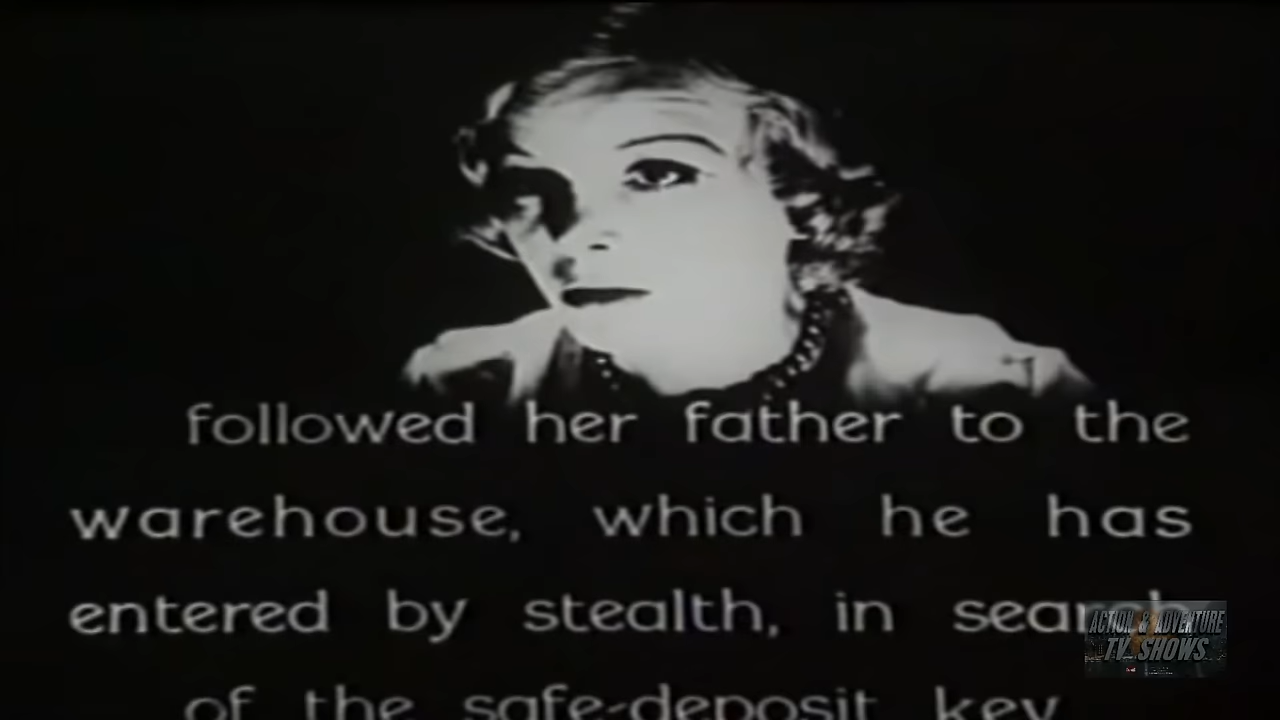 followed her father to the
warehouse, which he has
entered by stealth, in search
of the safe-deposit key
ACTION & ADVENTURE
TV SHOWS